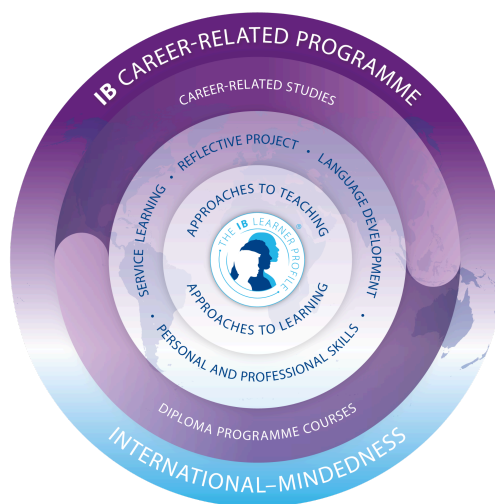 IB CAREER-RELATED PROGRAMME
CAREER-RELATED STUDIES
SERVICE LEARNING • REFLECTIVE PROJECT • LANGUAGE DEVELOPMENT
APPROACHES TO TEACHING
THE IB LEARNER PROFILE
®
APPROACHES TO LEARNING
• PERSONAL AND PROFESSIONAL SKILLS •
DIPLOMA PROGRAMME COURSES
INTERNATIONAL–MINDEDNESS